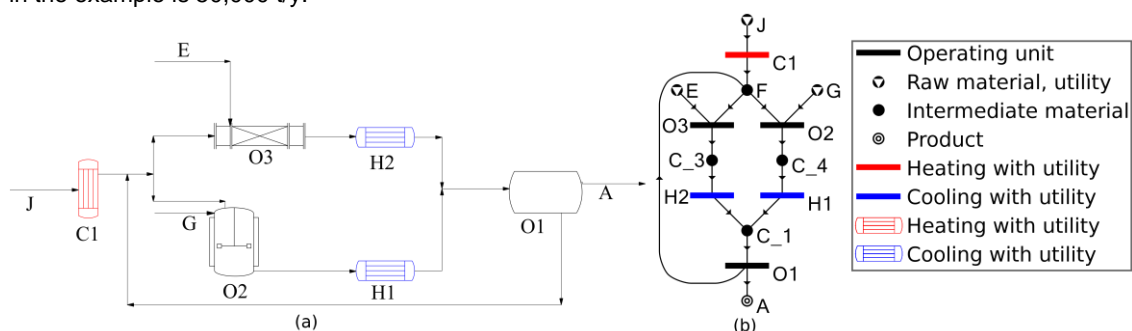 in the example is 80,000 t/y.
E
O3
H2
J
C1
G
O2
H1
O1
A
(a)
J
C1
E
F
G
O3
O2
C_3
C_4
H2
H1
C_1
O1
A
(b)
Operating unit
Raw material, utility
Intermediate material
Product
Heating with utility
Cooling with utility
Heating with utility
Cooling with utility